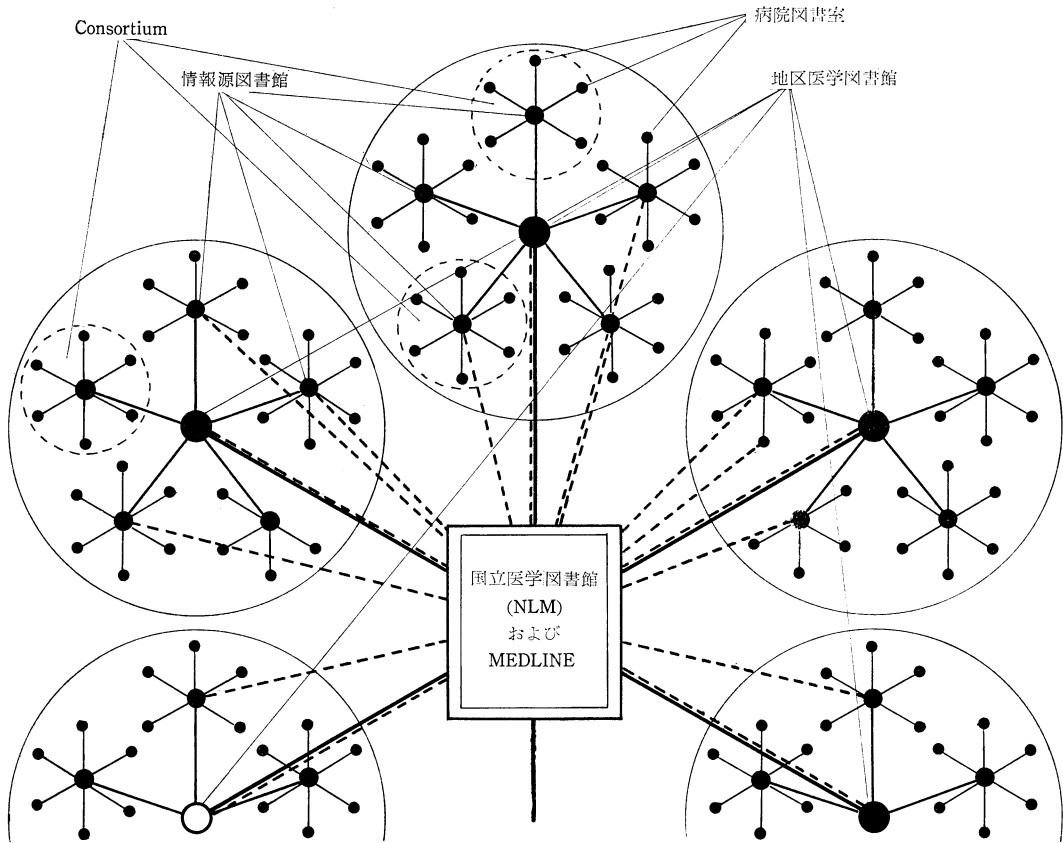 Consortium
病院図書室
情報源図書館
地区医学図書館
国立医学図書館
(NLM)
および
MEDLINE